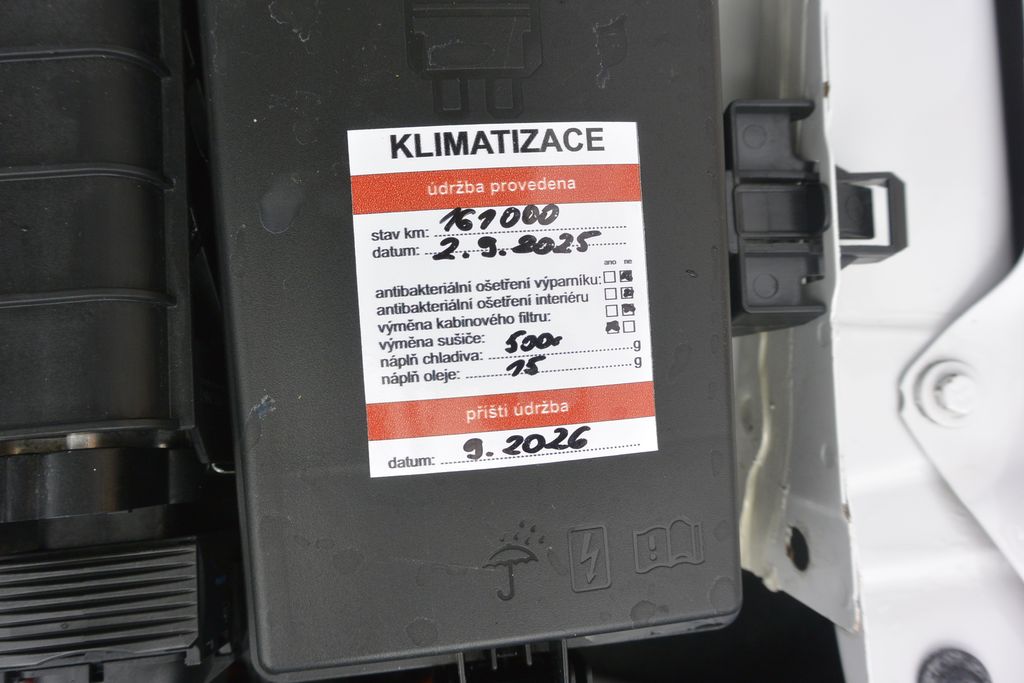 KLIMATIZACE
údržba provedena
stav km: 161000
datum: 2.9.2025
ano ne
antibakteriální ošetření výparníku:
antibakteriální ošetření interiéru
výměna kabinového filtru:
výměna sušiče:
náplň chladiva: 500 g
náplň oleje: 15 g
příští údržba
datum: 9.2026